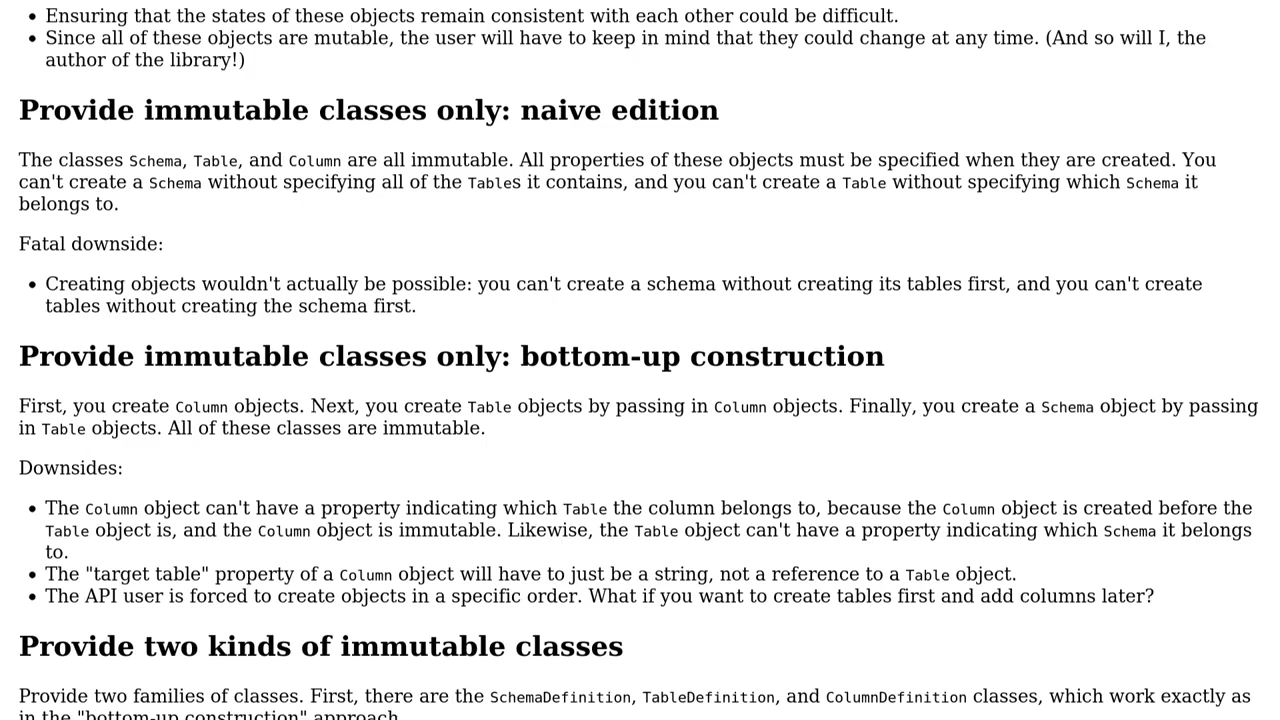 Ensuring that the states of these objects remain consistent with each other could be difficult.
Since all of these objects are mutable, the user will have to keep in mind that they could change at any time. (And so will I, the
author of the library!)
Provide immutable classes only: naive edition
The classes Schema, Table, and Column are all immutable. All properties of these objects must be specified when they are created. You
can't create a Schema without specifying all of the Tables it contains, and you can't create a Table without specifying which Schema it
belongs to.
Fatal downside:
Creating objects wouldn't actually be possible: you can't create a schema without creating its tables first, and you can't create
tables without creating the schema first.
Provide immutable classes only: bottom-up construction
First, you create Column objects. Next, you create Table objects by passing in Column objects. Finally, you create a Schema object by passing
in Table objects. All of these classes are immutable.
Downsides:
The Column object can't have a property indicating which Table the column belongs to, because the Column object is created before the
Table object is, and the Column object is immutable. Likewise, the Table object can't have a property indicating which Schema it belongs
to.
The "target table" property of a Column object will have to just be a string, not a reference to a Table object.
The API user is forced to create objects in a specific order. What if you want to create tables first and add columns later?
Provide two kinds of immutable classes
Provide two families of classes. First, there are the SchemaDefinition, TableDefinition, and ColumnDefinition classes, which work exactly as
in the "bottom-up construction" approach.